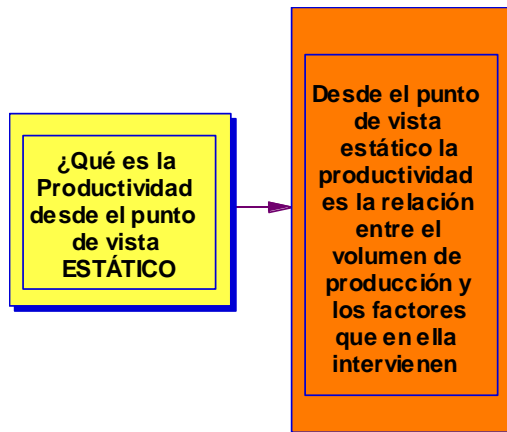 ¿Qué es la
Productividad
desde el punto
de vista
ESTÁTICO
Desde el punto
de vista
estático la
productividad
es la relación
entre el
volumen de
producción y
los factores
que en ella
intervienen